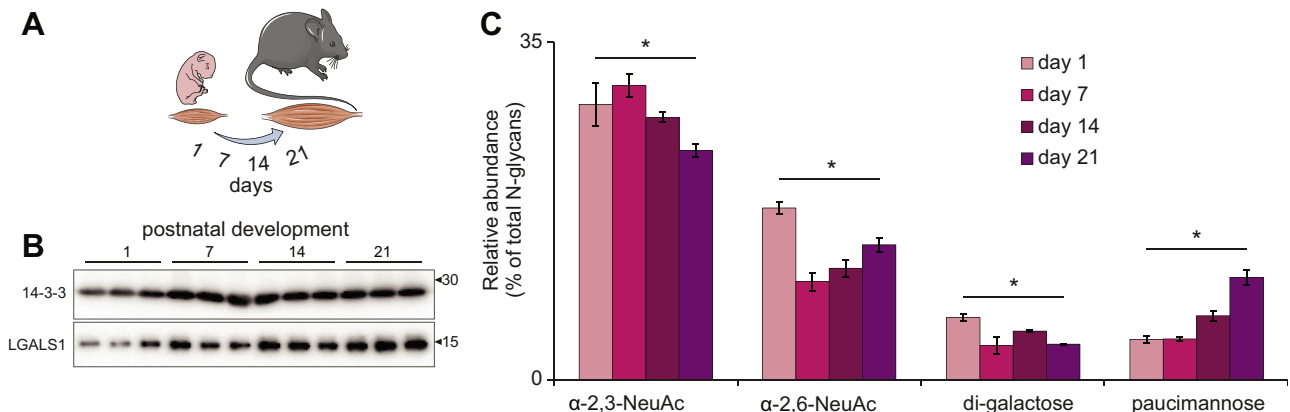 A
1 7 14 21
days
B
postnatal development
1 7 14 21
14-3-3
30
LGALS1
15
C
Relative abundance
(% of total N-glycans)
35
0
*
*
*
*
day 1
day 7
day 14
day 21
α-2,3-NeuAc
α-2,6-NeuAc
di-galactose
paucimannose